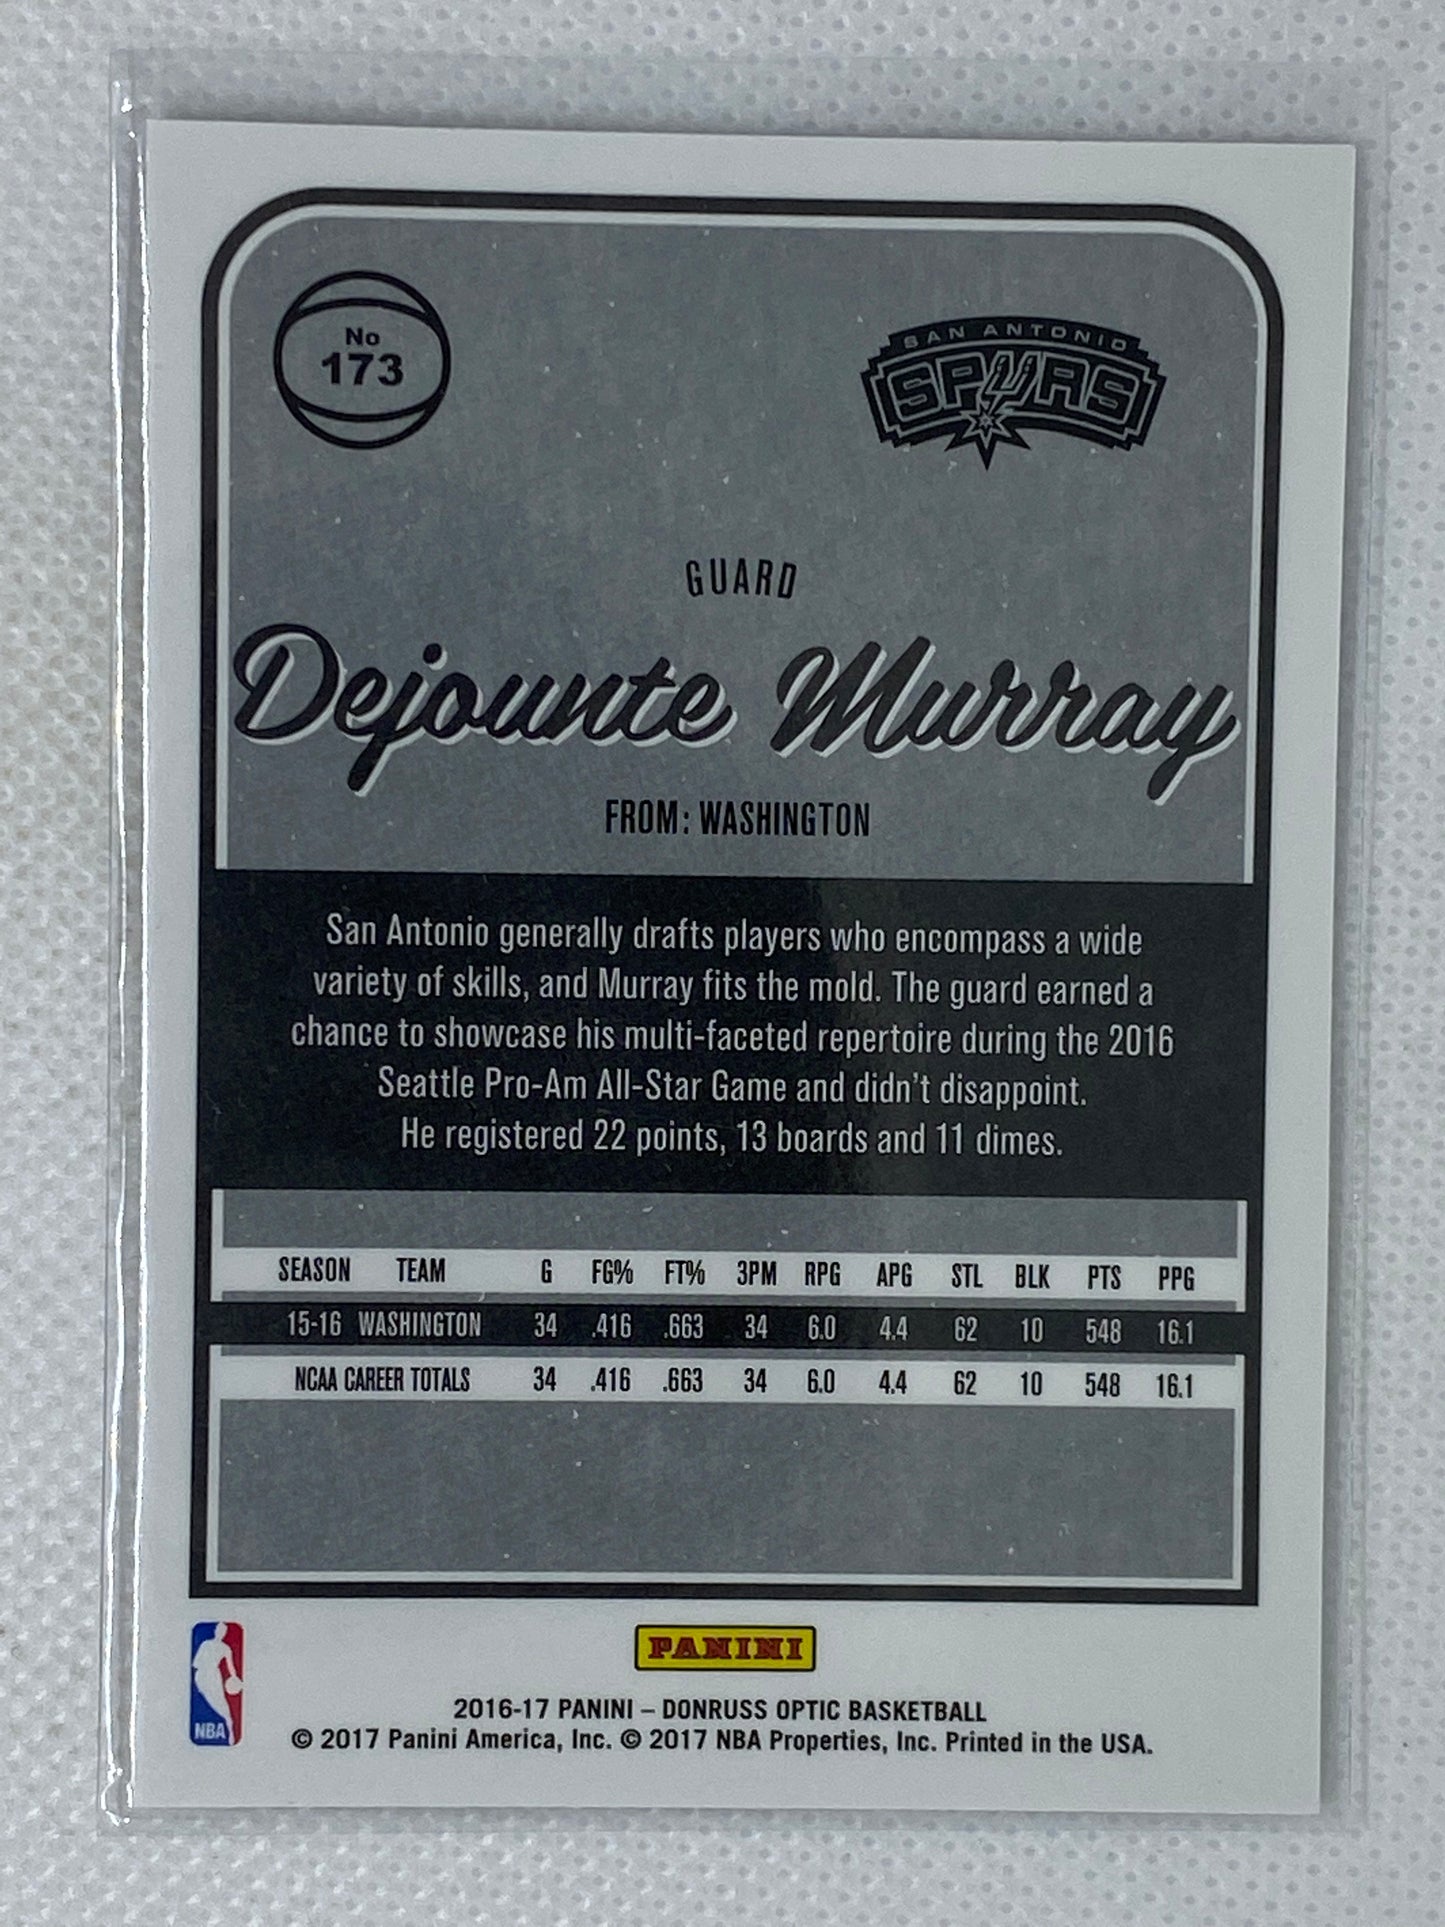 No
173
SAN ANTONIO
SPURS
GUARD
Dejounte Murray
FROM: WASHINGTON
San Antonio generally drafts players who encompass a wide
variety of skills, and Murray fits the mold. The guard earned a
chance to showcase his multi-faceted repertoire during the 2016
Seattle Pro-Am All-Star Game and didn't disappoint.
He registered 22 points, 13 boards and 11 dimes.
SEASON TEAM G FG% FT% 3PM RPG APG STL BLK PTS PPG
15-16 WASHINGTON 34 .416 .663 34 6.0 4.4 62 10 548 16.1
NCAA CAREER TOTALS 34 .416 .663 34 6.0 4.4 62 10 548 16.1
NBA
PANINI
2016-17 PANINI – DONRUSS OPTIC BASKETBALL
© 2017 Panini America, Inc. © 2017 NBA Properties, Inc. Printed in the USA.